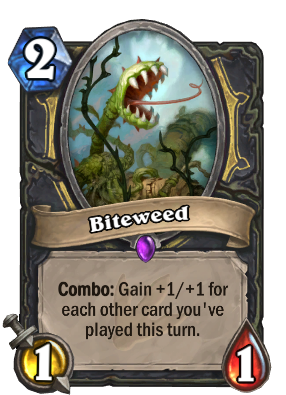 2
Biteweed
Combo: Gain +1/+1 for
each other card you've
played this turn.
1 1